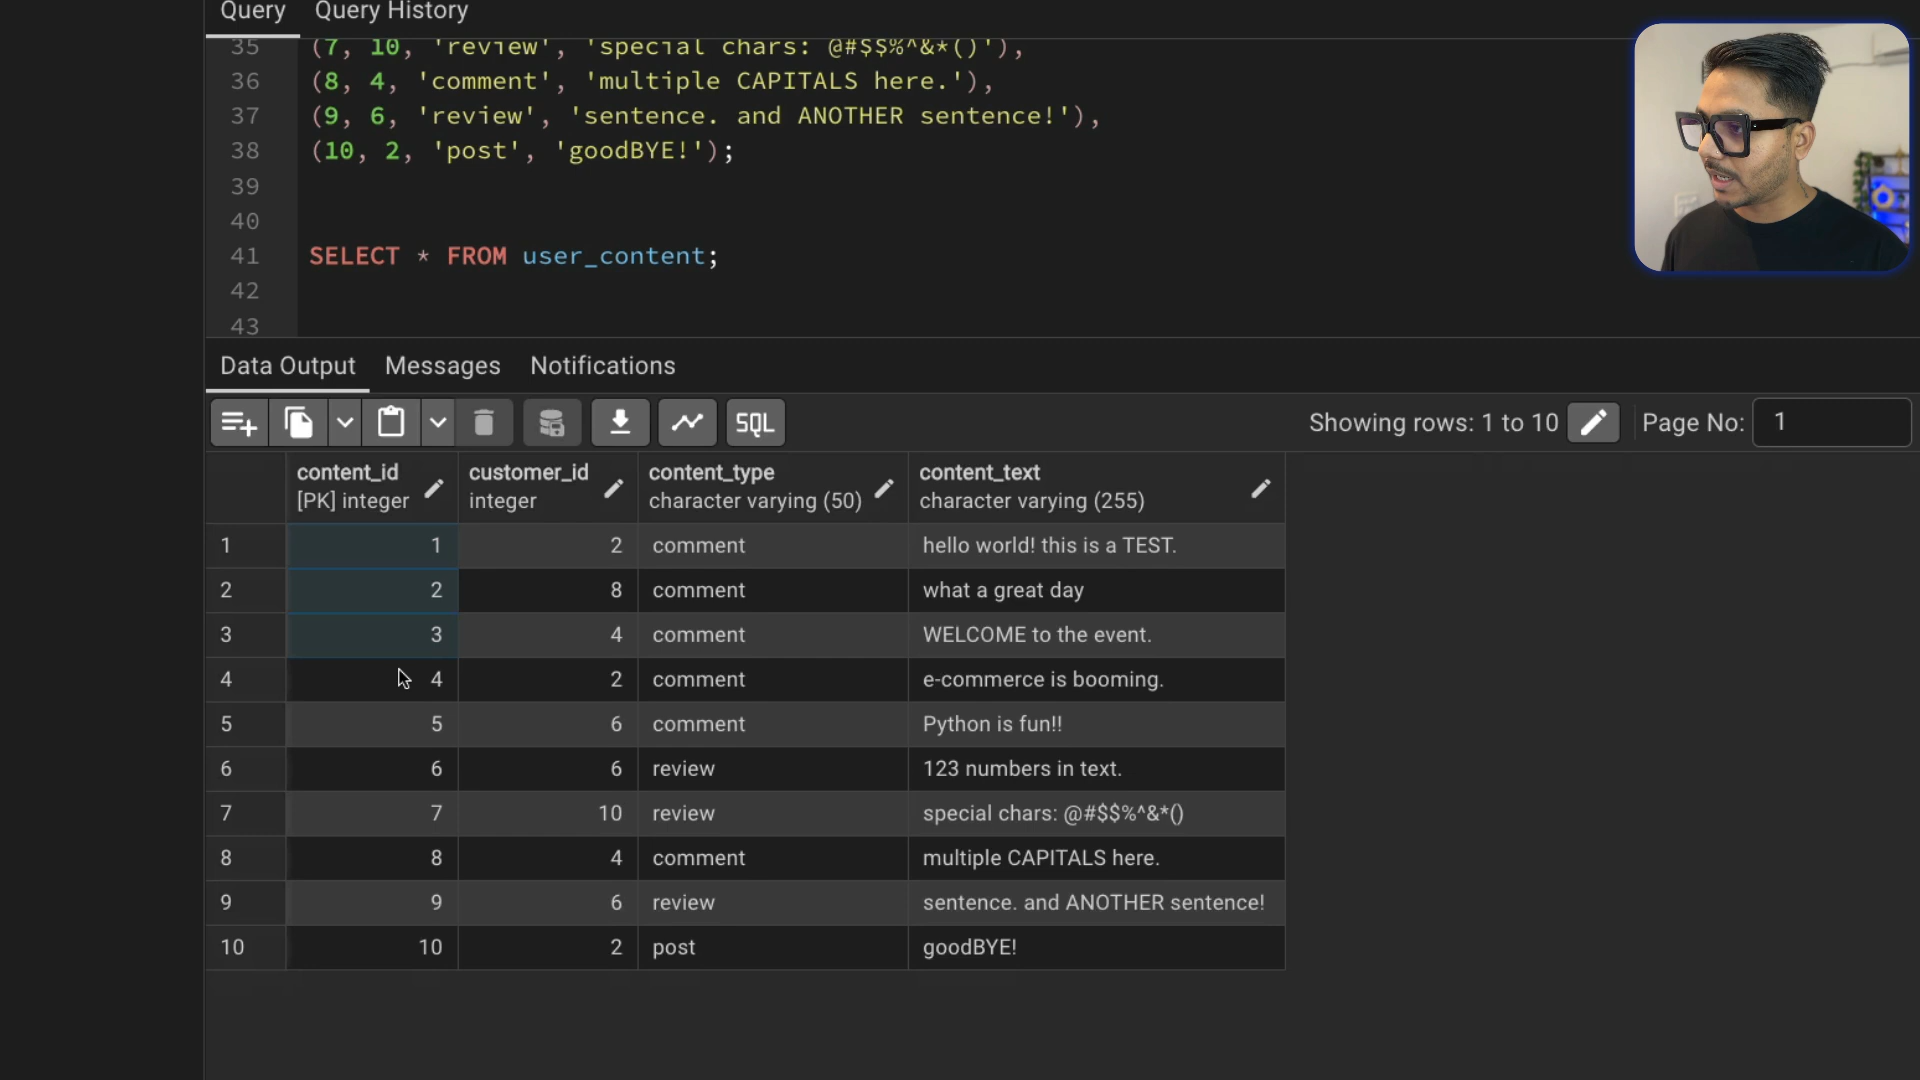 Query Query History
35 (7, 10, 'review', 'special chars: @#$$%^&*()'),
36 (8, 4, 'comment', 'multiple CAPITALS here.'),
37 (9, 6, 'review', 'sentence. and ANOTHER sentence!'),
38 (10, 2, 'post', 'goodBYE!');
39
40
41 SELECT * FROM user_content;
42
43
Data Output Messages Notifications
SQL Showing rows: 1 to 10 Page No: 1
content_id customer_id content_type content_text
[PK] integer integer character varying (50) character varying (255)
1 1 2 comment hello world! this is a TEST.
2 2 8 comment what a great day
3 3 4 comment WELCOME to the event.
4 4 2 comment e-commerce is booming.
5 5 6 comment Python is fun!!
6 6 6 review 123 numbers in text.
7 7 10 review special chars: @#$$%^&*()
8 8 4 comment multiple CAPITALS here.
9 9 6 review sentence. and ANOTHER sentence!
10 10 2 post goodBYE!